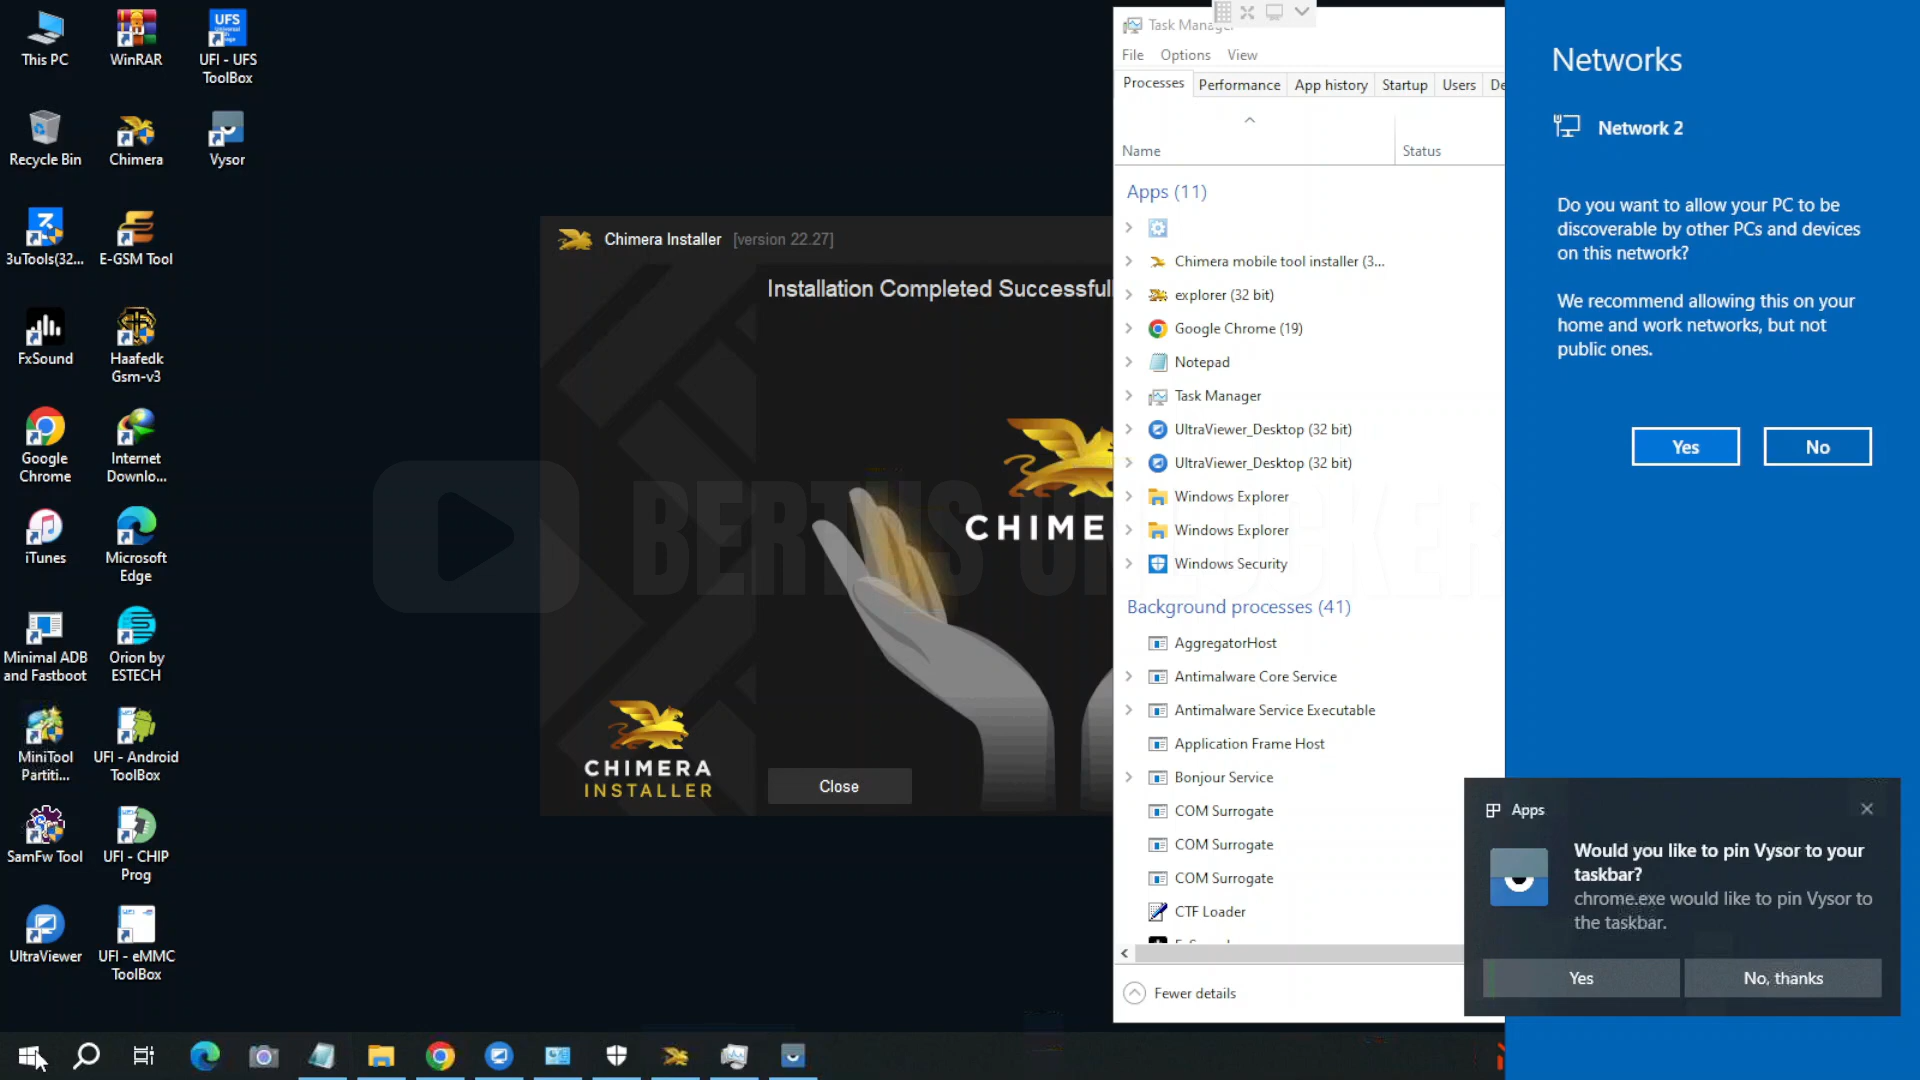 This PC
WinRAR
UFS
UFI - UFS
ToolBox
Recycle Bin
Chimera
Vysor
3uTools(32...
E-GSM Tool
FxSound
Haafedk
Gsm-v3
Google
Chrome
Internet
Downlo...
iTunes
Microsoft
Edge
Minimal ADB
and Fastboot
Orion by
ESTECH
MiniTool
Partiti...
UFI - Android
ToolBox
SamFw Tool
UFI - CHIP
Prog
UltraViewer
UFI - eMMC
ToolBox
Chimera Installer [version 22.27]
Installation Completed Successfull
CHIME
CHIMERA
INSTALLER
Close
BERTUS UNLOCKER
Task Manager
File Options View
Processes Performance App history Startup Users De
Name Status
Apps (11)
Chimera mobile tool installer (3...
explorer (32 bit)
Google Chrome (19)
Notepad
Task Manager
UltraViewer_Desktop (32 bit)
UltraViewer_Desktop (32 bit)
Windows Explorer
Windows Explorer
Windows Security
Background processes (41)
AggregatorHost
Antimalware Core Service
Antimalware Service Executable
Application Frame Host
Bonjour Service
COM Surrogate
COM Surrogate
COM Surrogate
CTF Loader
Fewer details
Networks
Network 2
Do you want to allow your PC to be
discoverable by other PCs and devices
on this network?
We recommend allowing this on your
home and work networks, but not
public ones.
Yes No
Apps
Would you like to pin Vysor to your
taskbar?
chrome.exe would like to pin Vysor to
the taskbar.
Yes No, thanks